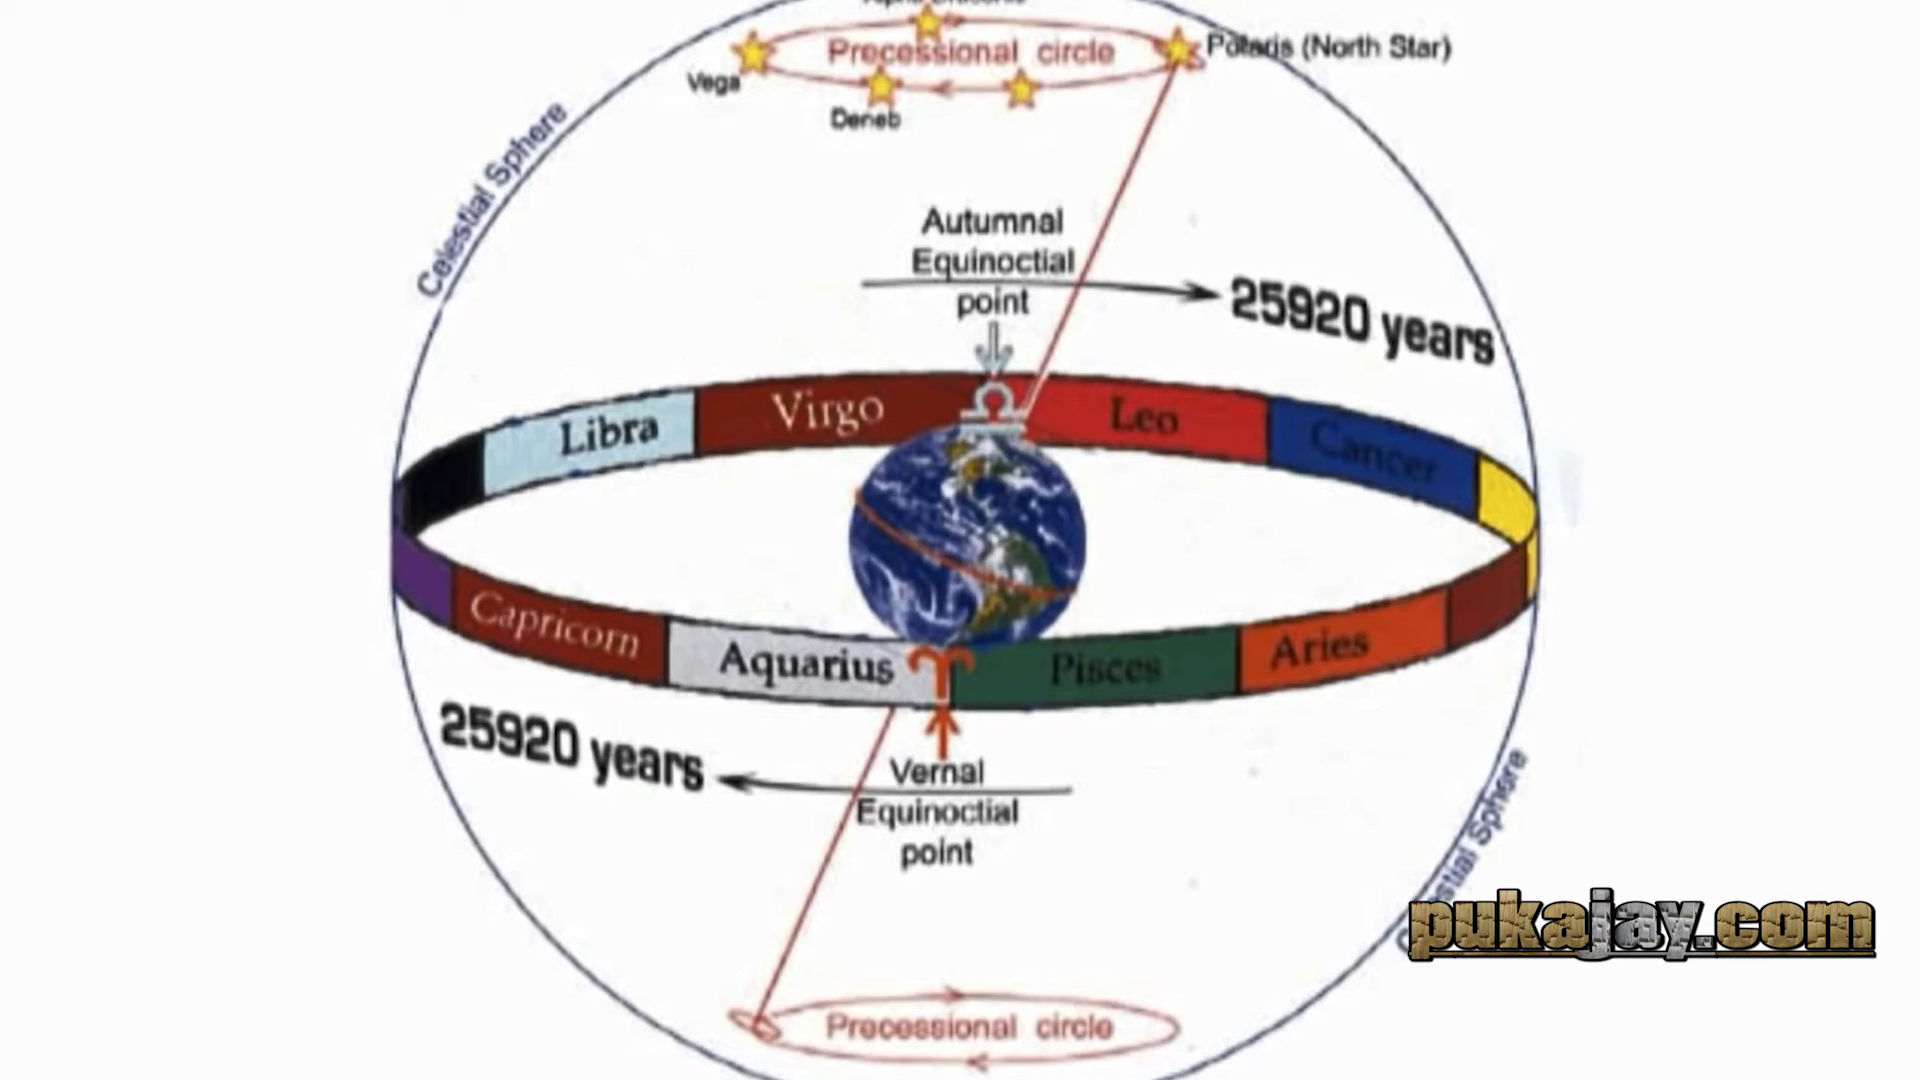 Precessional circle
Polaris (North Star)
Vega
Deneb
Celestial Sphere
Autumnal
Equinoctial
point
25920 years
Libra
Virgo
Leo
Cancer
Capricorn
Aquarius
Pisces
Aries
25920 years
Vernal
Equinoctial
point
Sphere
pukajay.com
Precessional circle